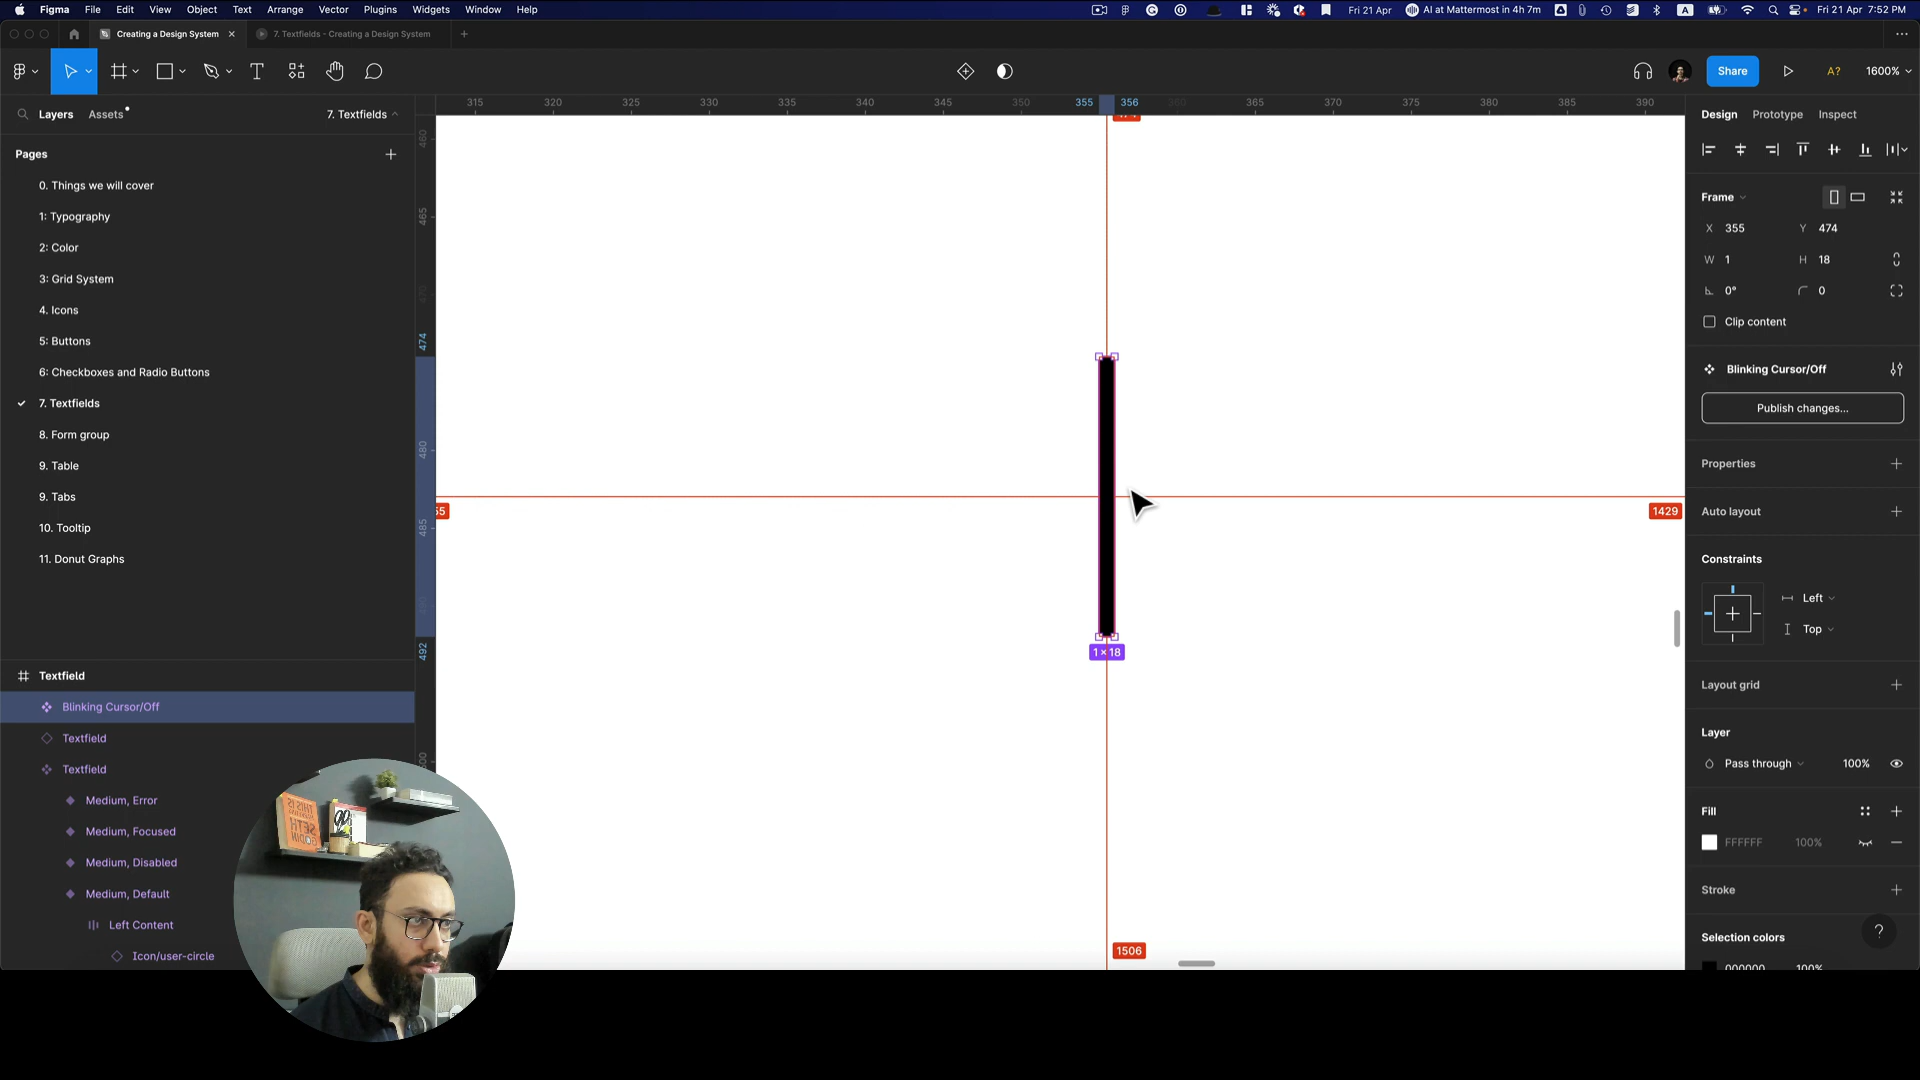 Figma File Edit View Object Text Arrange Vector Plugins Widgets Window Help
Fri 21 Apr AI at Mattermost in 4h 7m A Fri 21 Apr 7:52 PM
Creating a Design System
7. Textfields - Creating a Design System
Share A? 1600%
Layers Assets 7. Textfields
Pages
0. Things we will cover
1: Typography
2: Color
3: Grid System
4. Icons
5: Buttons
6: Checkboxes and Radio Buttons
7. Textfields
8. Form group
9. Table
9. Tabs
10. Tooltip
11. Donut Graphs
Textfield
Blinking Cursor/Off
Textfield
Textfield
Medium, Error
Medium, Focused
Medium, Disabled
Medium, Default
Left Content
Icon/user-circle
315 320 325 330 335 340 345 350 355 356 360 365 370 375 380 385 390
460
465
470
474
480
485
492
55
1429
1 × 18
1506
Design Prototype Inspect
Frame
X 355 Y 474
W 1 H 18
0° 0
Clip content
Blinking Cursor/Off
Publish changes...
Properties
Auto layout
Constraints
Left
Top
Layout grid
Layer
Pass through 100%
Fill
FFFFFF 100%
Stroke
?
Selection colors
000000 100%